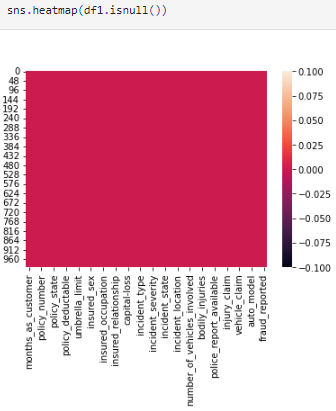 sns.heatmap(df1.isnull())
0
48
96
144
192
240
288
336
384
432
480
528
576
624
672
720
768
816
864
912
960
0.100
0.075
0.050
0.025
0.000
−0.025
−0.050
−0.075
−0.100
months_as_customer
policy_number
policy_state
policy_deductable
umbrella_limit
insured_sex
insured_occupation
insured_relationship
capital-loss
incident_type
incident_severity
incident_state
incident_location
number_of_vehicles_involved
bodily_injuries
police_report_available
injury_claim
vehicle_claim
auto_model
fraud_reported